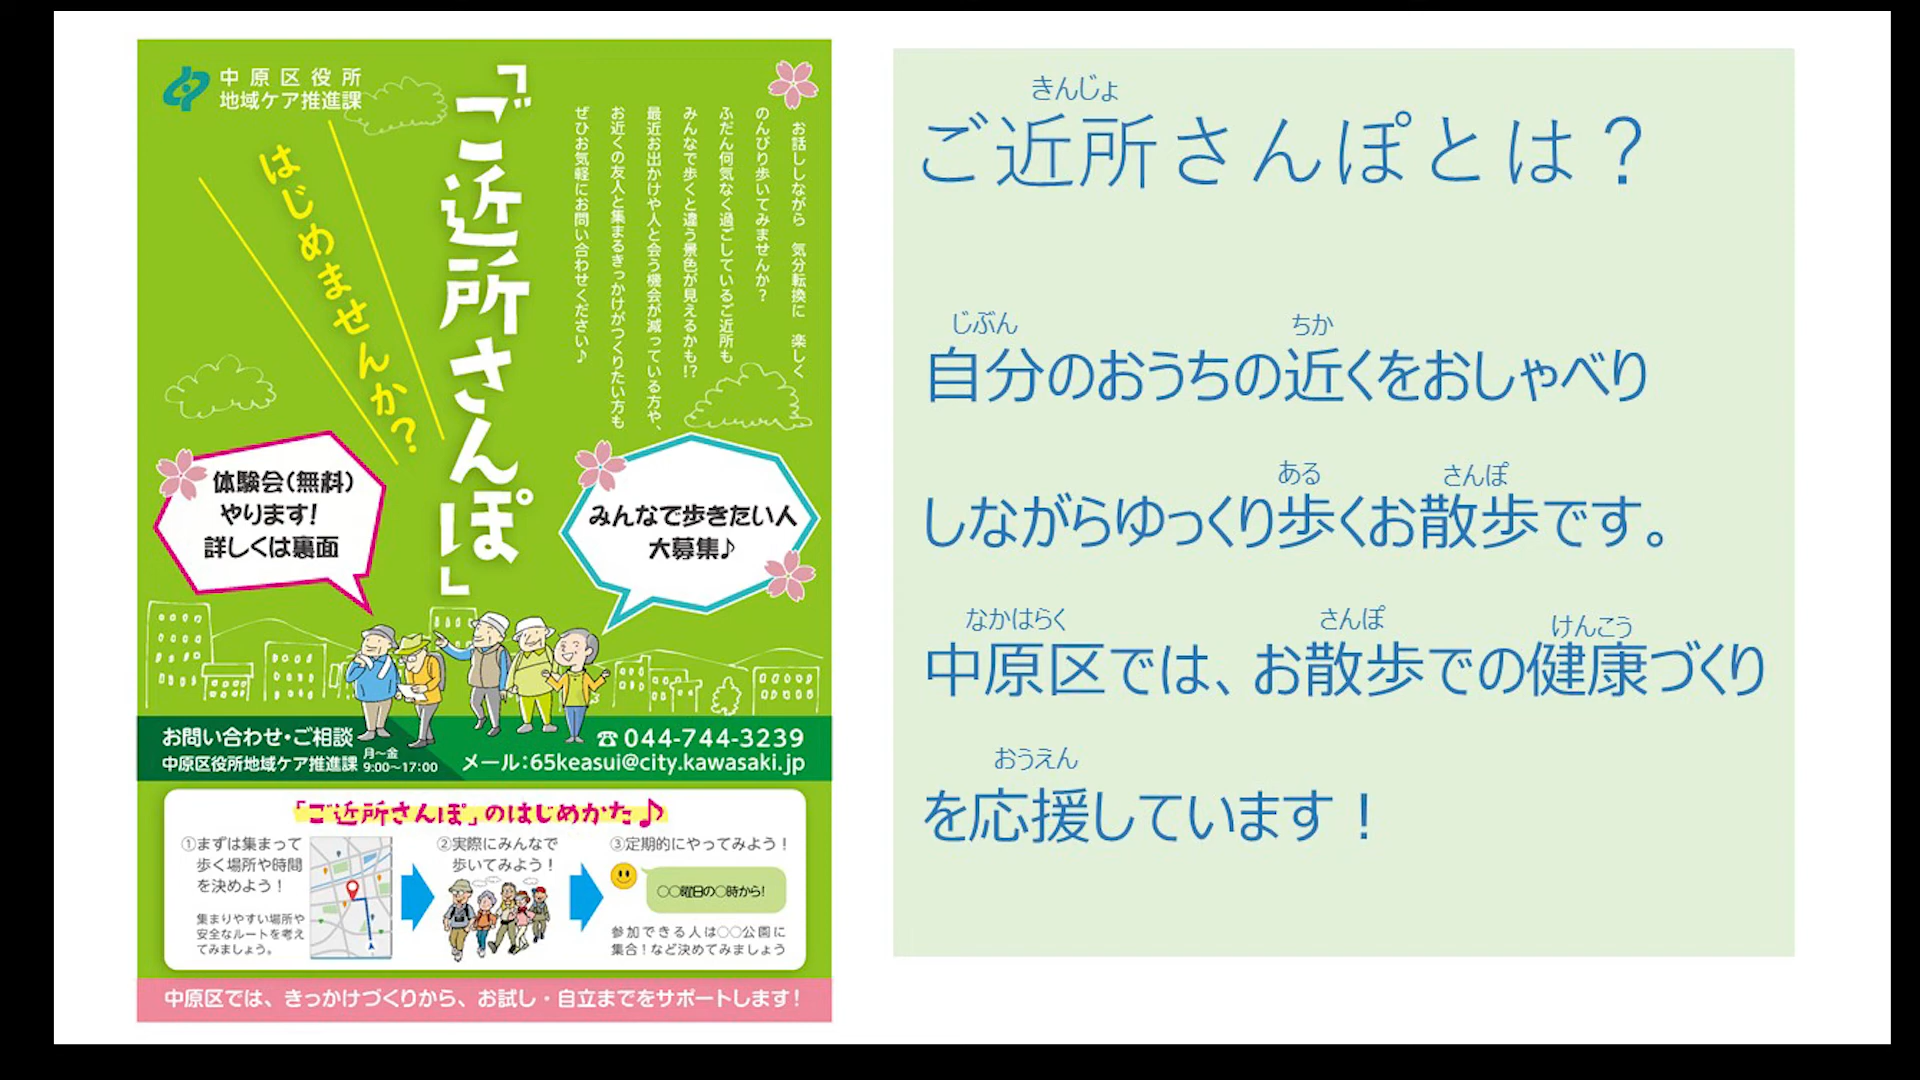 中原区役所
地域ケア推進課
はじめませんか?
「ご近所さんぽ」
お話ししながら 気分転換に 楽しく
のんびり歩いてみませんか?
ふだん何気なく過ごしているご近所も
みんなで歩くと違う景色が見えるかも!?
最近お出かけや人と会う機会が減っている方や、
お近くの友人と集まるきっかけがつくりたい方も
ぜひお気軽にお問い合わせください♪
体験会(無料)
やります!
詳しくは裏面
みんなで歩きたい人
大募集♪
お問い合わせ・ご相談
中原区役所地域ケア推進課
月〜金
9:00〜17:00
☎044-744-3239
メール:65keasui@city.kawasaki.jp
「ご近所さんぽ」のはじめかた♪
①まずは集まって
歩く場所や時間
を決めよう!
集まりやすい場所や
安全なルートを考え
てみましょう。
②実際にみんなで
歩いてみよう!
③定期的にやってみよう!
〇〇曜日の〇時から!
参加できる人は〇〇公園に
集合!など決めてみましょう
中原区では、きっかけづくりから、お試し・自立までをサポートします!
きんじょ
ご近所さんぽとは?
じぶん ちか
自分のおうちの近くをおしゃべり
ある さんぽ
しながらゆっくり歩くお散歩です。
なかはらく さんぽ けんこう
中原区では、お散歩での健康づくり
おうえん
を応援しています!